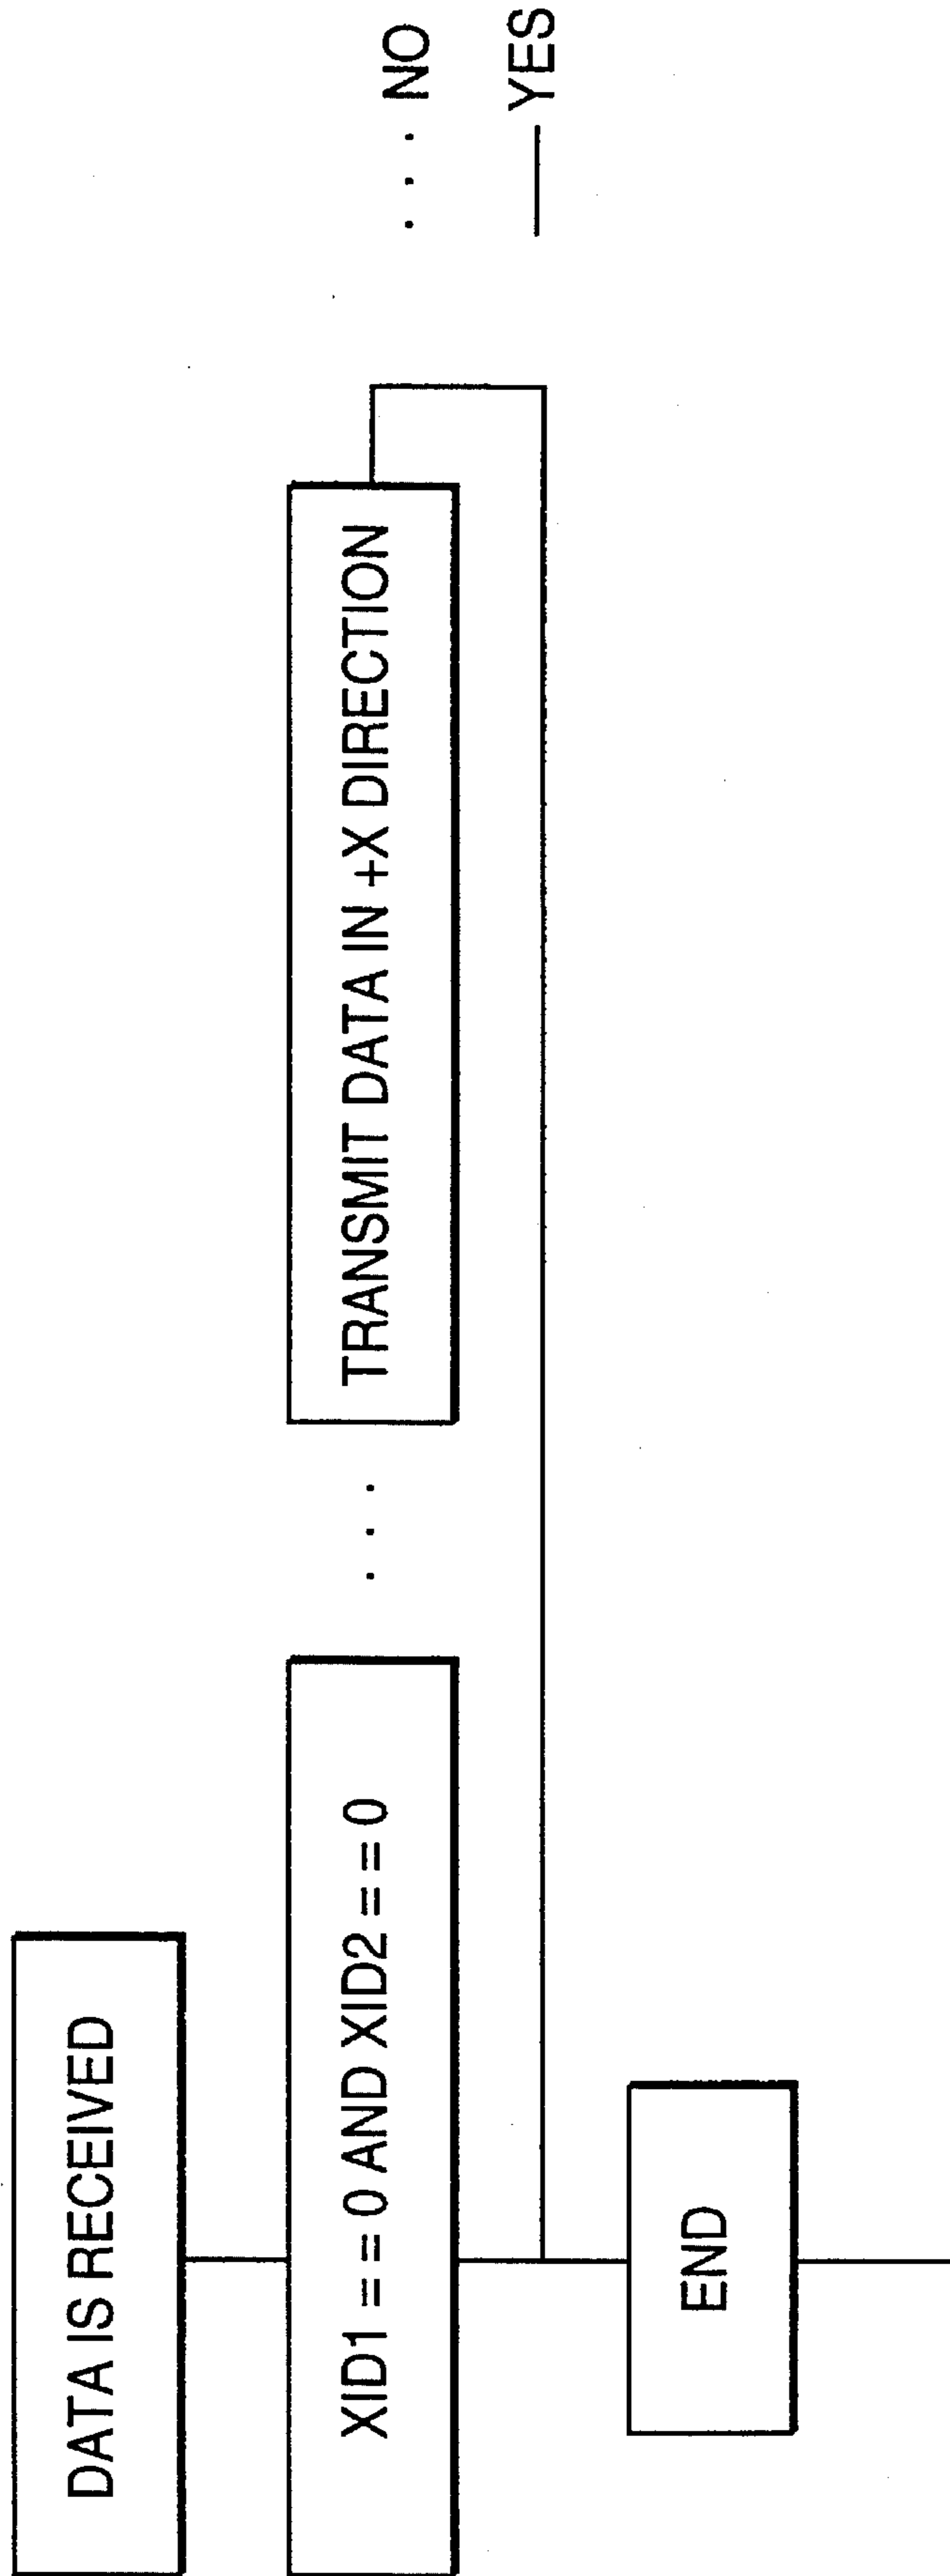 DATA IS RECEIVED
XID1 = = 0 AND XID2 = = 0
. . .
TRANSMIT DATA IN +X DIRECTION
END
. . . NO
— YES